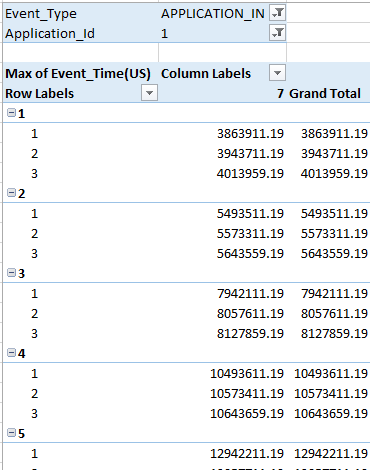 Event_Type APPLICATION_IN
Application_Id 1
Max of Event_Time(US) Column Labels
Row Labels 7 Grand Total
1
1 3863911.19 3863911.19
2 3943711.19 3943711.19
3 4013959.19 4013959.19
2
1 5493511.19 5493511.19
2 5573311.19 5573311.19
3 5643559.19 5643559.19
3
1 7942111.19 7942111.19
2 8057611.19 8057611.19
3 8127859.19 8127859.19
4
1 10493611.19 10493611.19
2 10573411.19 10573411.19
3 10643659.19 10643659.19
5
1 12942211.19 12942211.19